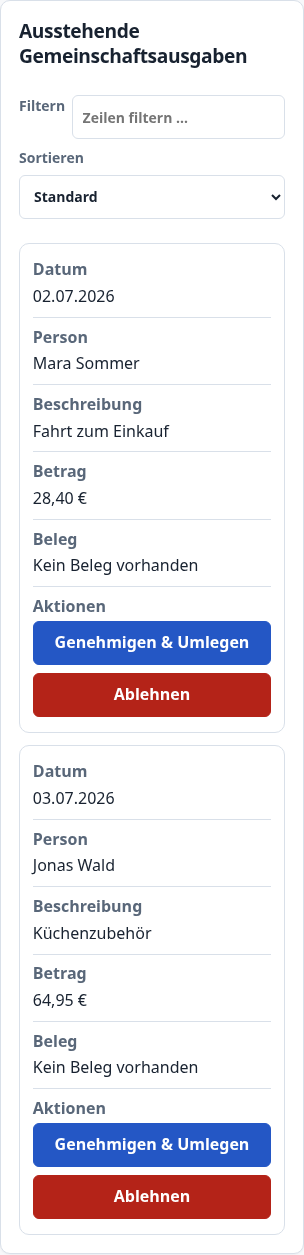 Ausstehende
Gemeinschaftsausgaben
Filtern
Zeilen filtern ...
Sortieren
Standard
Datum
02.07.2026
Person
Mara Sommer
Beschreibung
Fahrt zum Einkauf
Betrag
28,40 €
Beleg
Kein Beleg vorhanden
Aktionen
Genehmigen & Umlegen
Ablehnen
Datum
03.07.2026
Person
Jonas Wald
Beschreibung
Küchenzubehör
Betrag
64,95 €
Beleg
Kein Beleg vorhanden
Aktionen
Genehmigen & Umlegen
Ablehnen